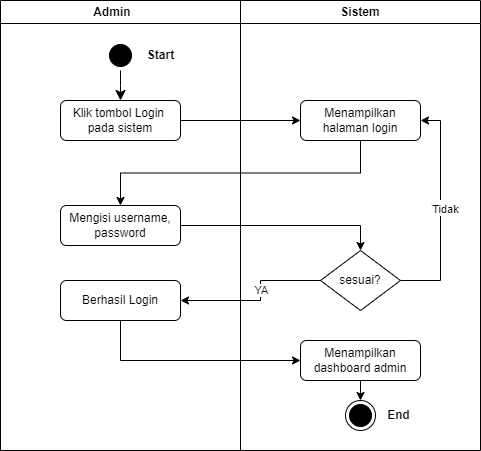 Admin
Sistem
Start
Klik tombol Login
pada sistem
Menampilkan
halaman login
Tidak
Mengisi username,
password
sesuai?
YA
Berhasil Login
Menampilkan
dashboard admin
End